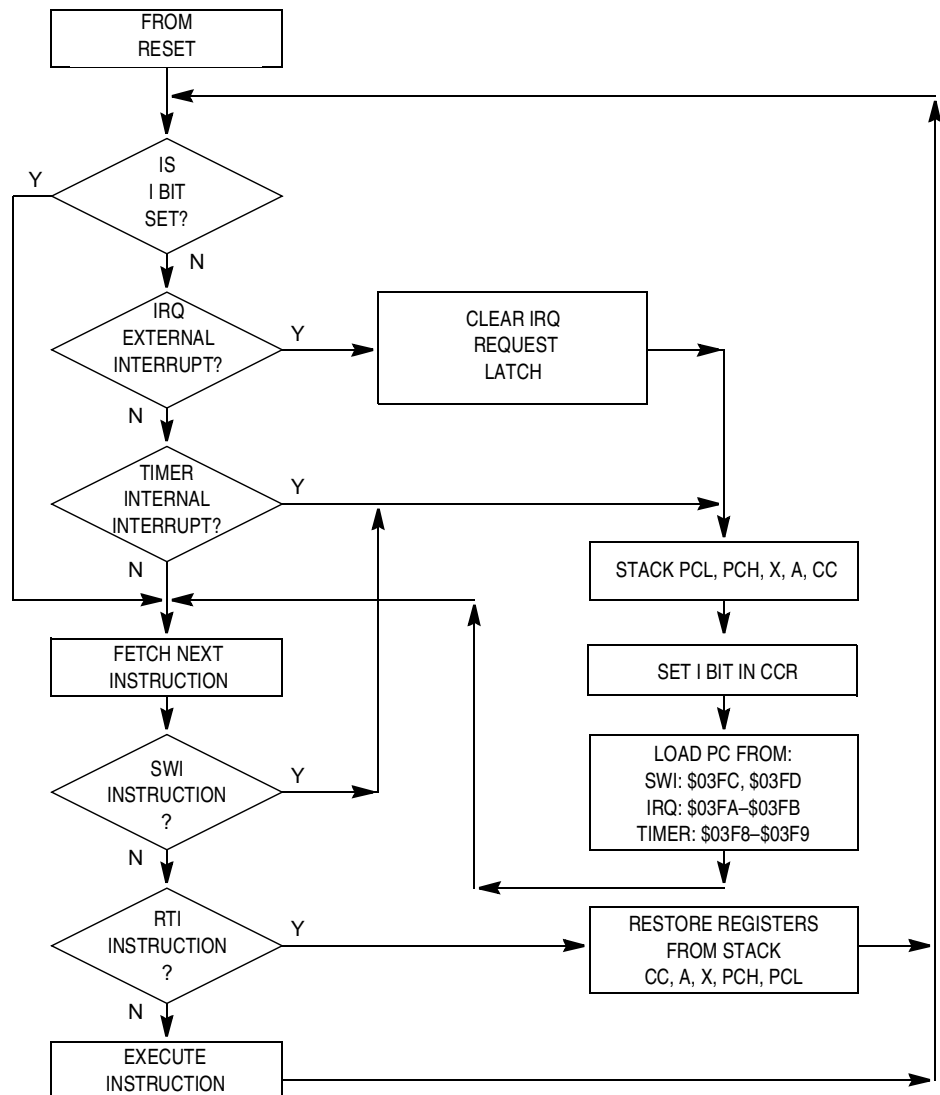 FROM
RESET
IS
I BIT
SET?
Y
N
IRQ
EXTERNAL
INTERRUPT?
Y
N
CLEAR IRQ
REQUEST
LATCH
TIMER
INTERNAL
INTERRUPT?
Y
N
STACK PCL, PCH, X, A, CC
FETCH NEXT
INSTRUCTION
SET I BIT IN CCR
SWI
INSTRUCTION
?
Y
N
LOAD PC FROM:
SWI: $03FC, $03FD
IRQ: $03FA–$03FB
TIMER: $03F8–$03F9
RTI
INSTRUCTION
?
Y
N
RESTORE REGISTERS
FROM STACK
CC, A, X, PCH, PCL
EXECUTE
INSTRUCTION